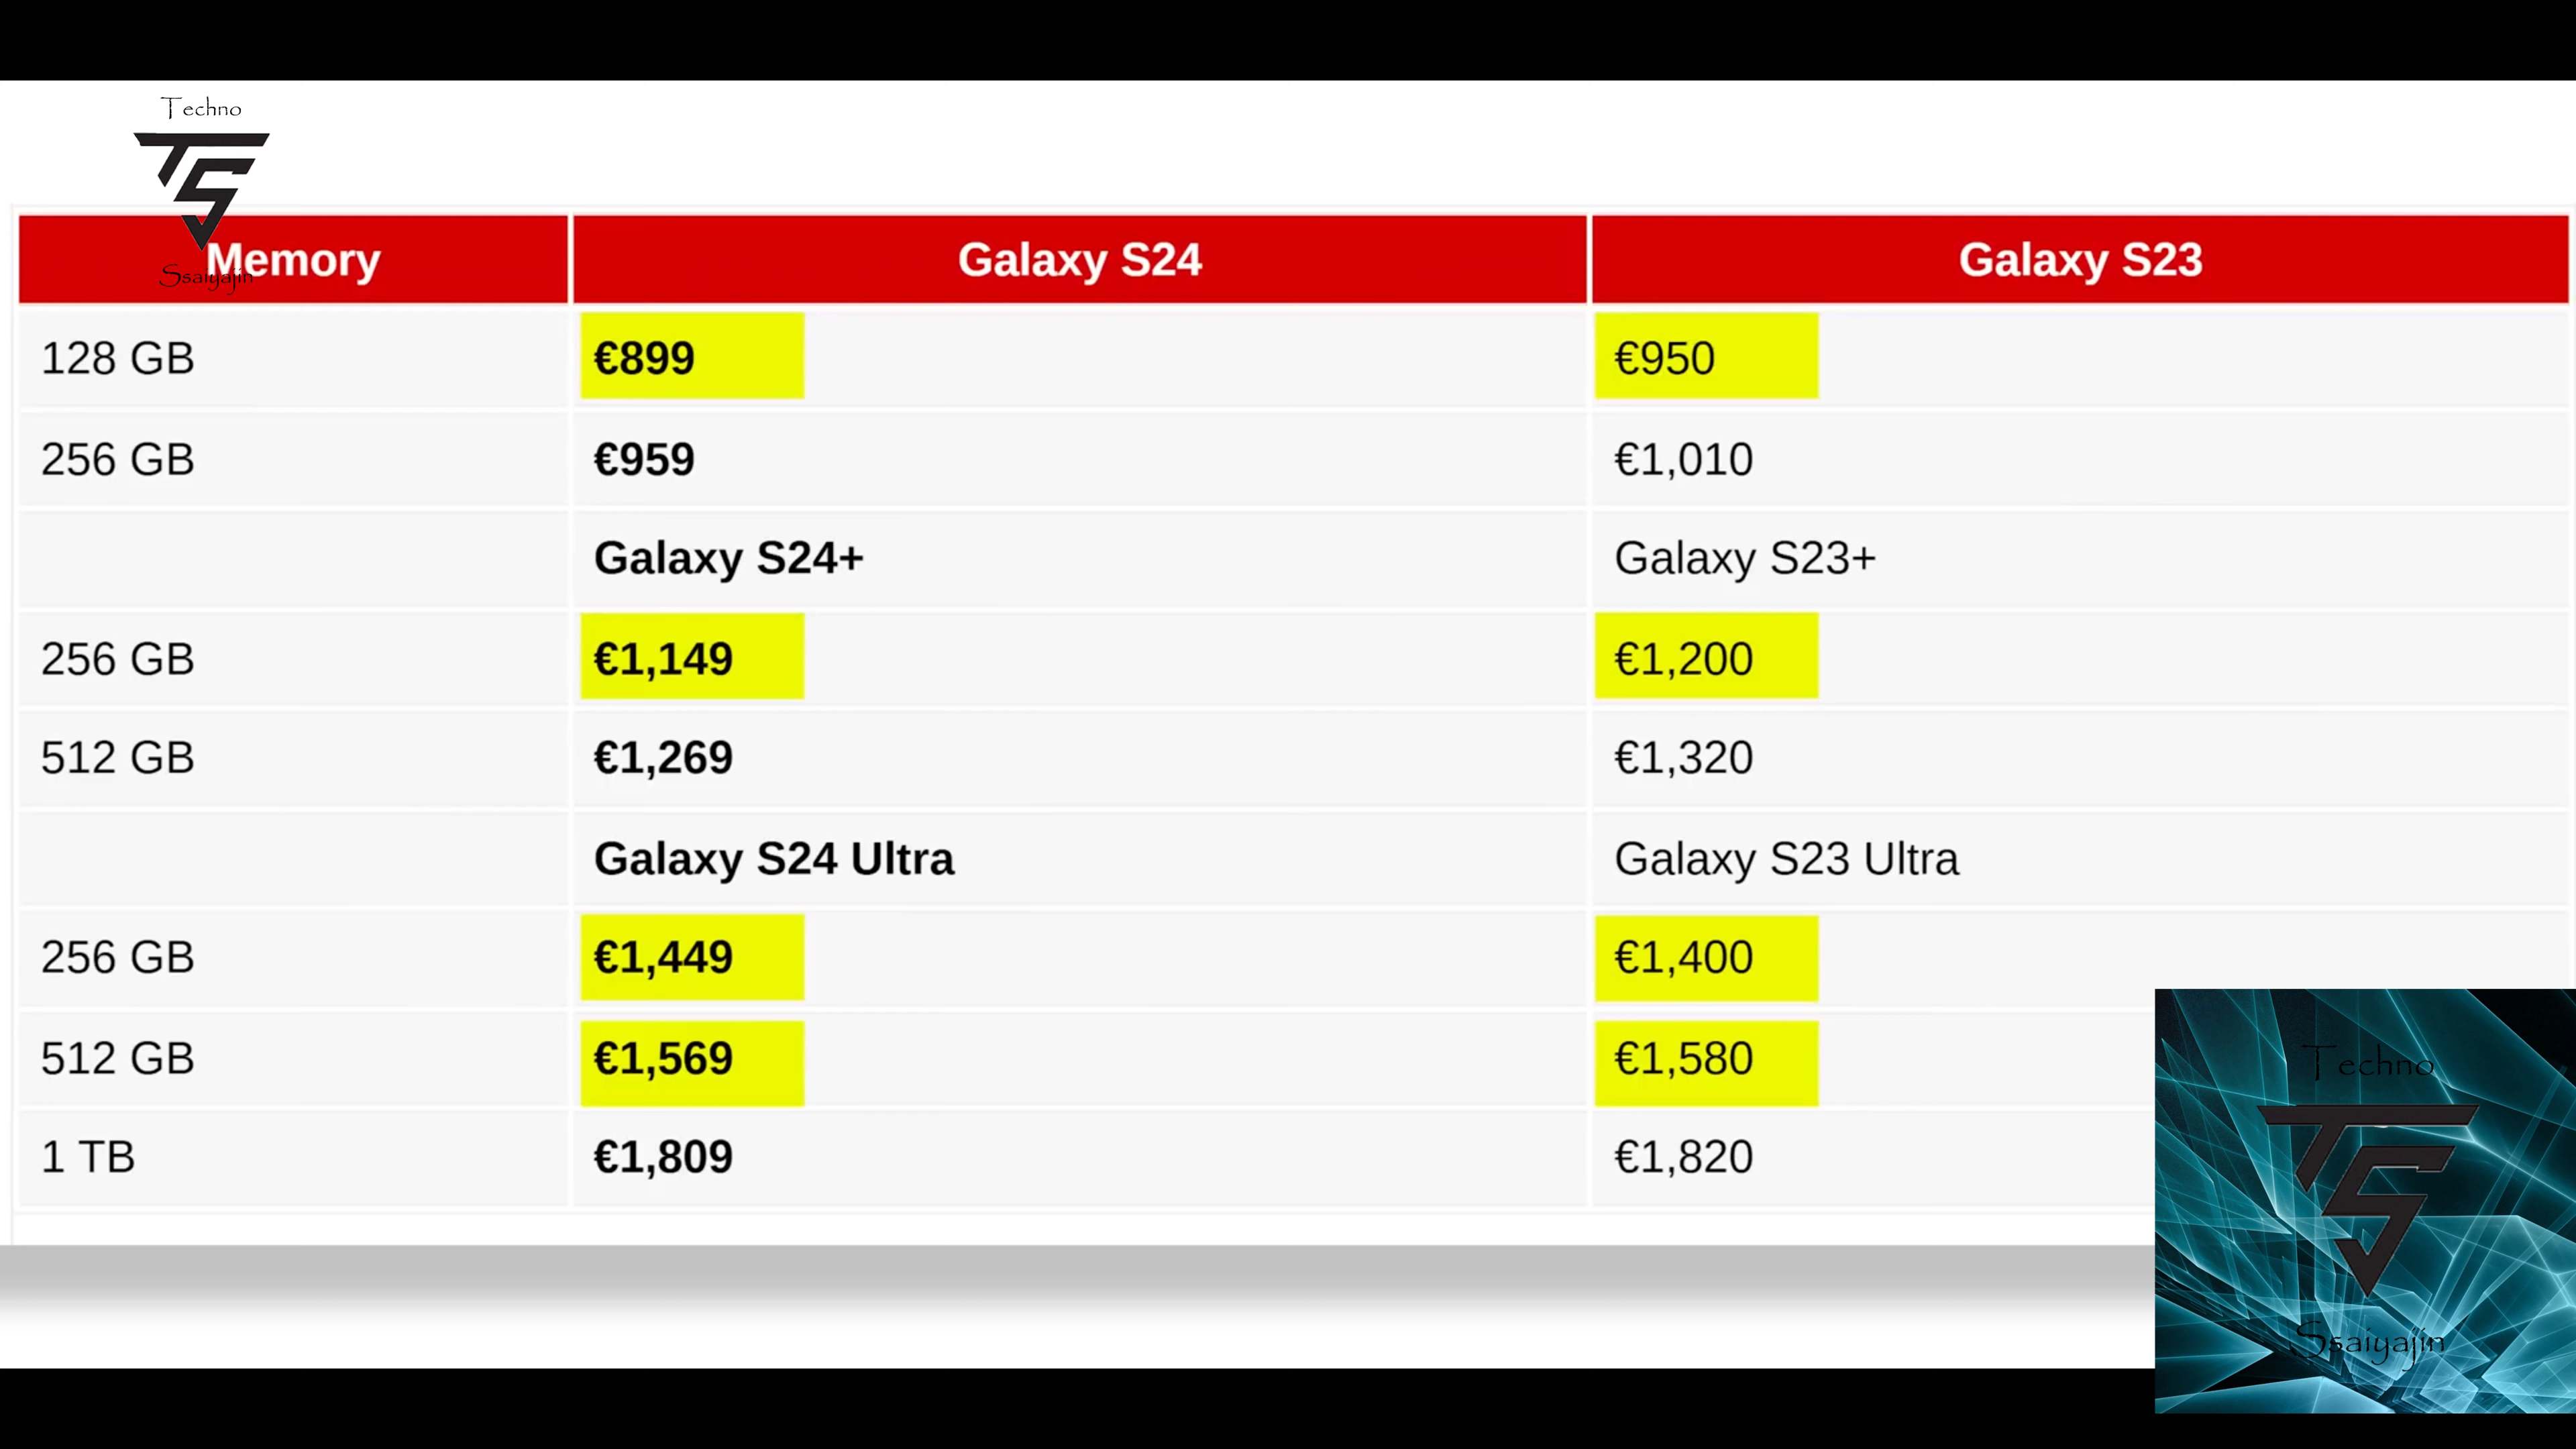 Techno
TS
Ssaiyajin
Memory Galaxy S24 Galaxy S23
128 GB €899 €950
256 GB €959 €1,010
Galaxy S24+ Galaxy S23+
256 GB €1,149 €1,200
512 GB €1,269 €1,320
Galaxy S24 Ultra Galaxy S23 Ultra
256 GB €1,449 €1,400
512 GB €1,569 €1,580
1 TB €1,809 €1,820
Techno
TS
Ssaiyajin